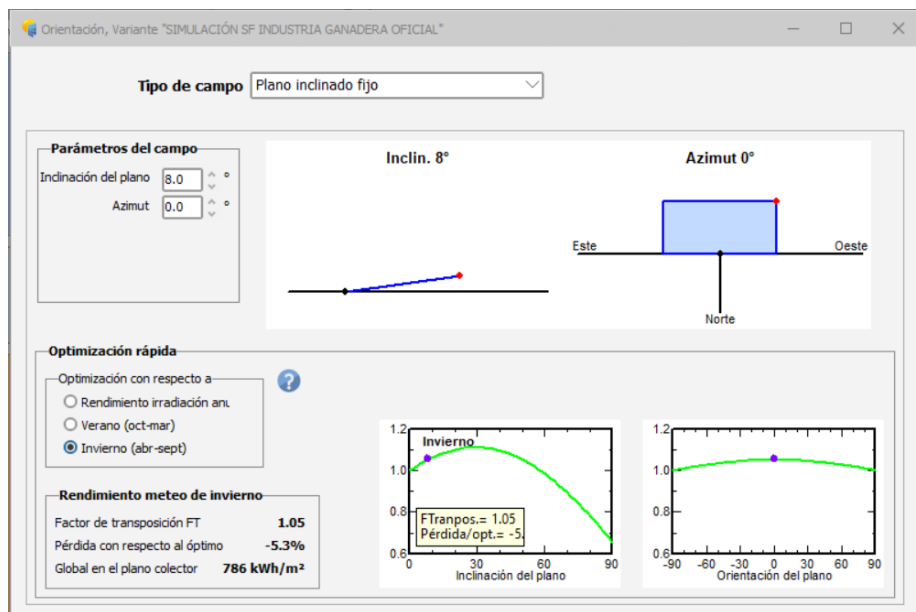 Orientación, Variante "SIMULACIÓN SF INDUSTRIA GANADERA OFICIAL"
Tipo de campo Plano inclinado fijo
Parámetros del campo
Inclinación del plano 8.0 °
Azimut 0.0 °
Inclin. 8°
Azimut 0°
Este
Oeste
Norte
Optimización rápida
Optimización con respecto a
?
Rendimiento irradiación anu
Verano (oct-mar)
Invierno (abr-sept)
Rendimiento meteo de invierno
Factor de transposición FT 1.05
Pérdida con respecto al óptimo -5.3%
Global en el plano colector 786 kWh/m²
1.2
1.0
0.8
0.6
Invierno
FTranpos.= 1.05
Pérdida/opt.= -5.
0 30 60 90
Inclinación del plano
1.2
1.0
0.8
0.6
-90 -60 -30 0 30 60 90
Orientación del plano